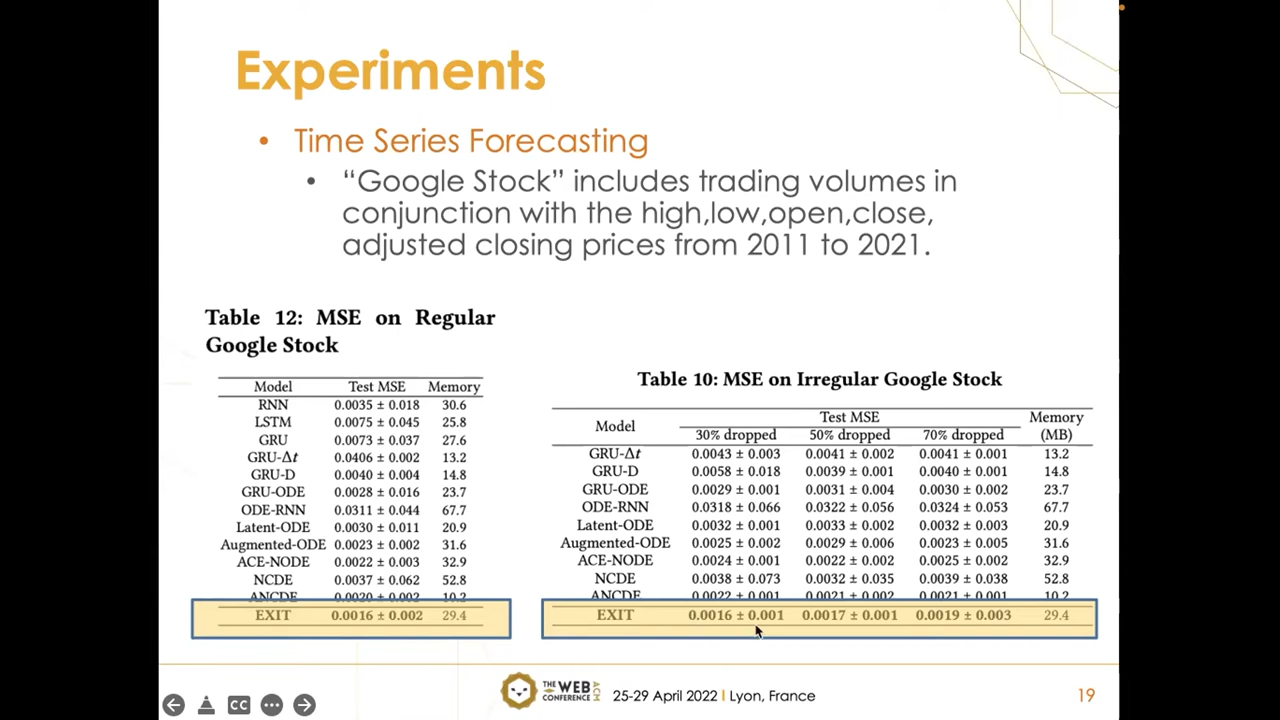 Experiments
• Time Series Forecasting
• “Google Stock” includes trading volumes in
conjunction with the high,low,open,close,
adjusted closing prices from 2011 to 2021.
Table 12: MSE on Regular
Google Stock
Model Test MSE Memory
RNN 0.0035 ± 0.018 30.6
LSTM 0.0075 ± 0.045 25.8
GRU 0.0073 ± 0.037 27.6
GRU-Δt 0.0406 ± 0.002 13.2
GRU-D 0.0040 ± 0.004 14.8
GRU-ODE 0.0028 ± 0.016 23.7
ODE-RNN 0.0311 ± 0.044 67.7
Latent-ODE 0.0030 ± 0.011 20.9
Augmented-ODE 0.0023 ± 0.002 31.6
ACE-NODE 0.0022 ± 0.003 32.9
NCDE 0.0037 ± 0.062 52.8
ANCDE 0.0020 ± 0.002 10.2
EXIT 0.0016 ± 0.002 29.4
Table 10: MSE on Irregular Google Stock
Model Test MSE Memory
30% dropped 50% dropped 70% dropped (MB)
GRU-Δt 0.0043 ± 0.003 0.0041 ± 0.002 0.0041 ± 0.001 13.2
GRU-D 0.0058 ± 0.018 0.0039 ± 0.001 0.0040 ± 0.001 14.8
GRU-ODE 0.0029 ± 0.001 0.0031 ± 0.004 0.0030 ± 0.002 23.7
ODE-RNN 0.0318 ± 0.066 0.0322 ± 0.056 0.0324 ± 0.053 67.7
Latent-ODE 0.0032 ± 0.001 0.0033 ± 0.002 0.0032 ± 0.003 20.9
Augmented-ODE 0.0025 ± 0.002 0.0029 ± 0.006 0.0023 ± 0.005 31.6
ACE-NODE 0.0024 ± 0.001 0.0022 ± 0.002 0.0025 ± 0.002 32.9
NCDE 0.0038 ± 0.073 0.0032 ± 0.035 0.0039 ± 0.038 52.8
ANCDE 0.0022 ± 0.001 0.0021 ± 0.002 0.0021 ± 0.001 10.2
EXIT 0.0016 ± 0.001 0.0017 ± 0.001 0.0019 ± 0.003 29.4
THE WEB CONFERENCE ACM
25-29 April 2022 I Lyon, France
19
CC